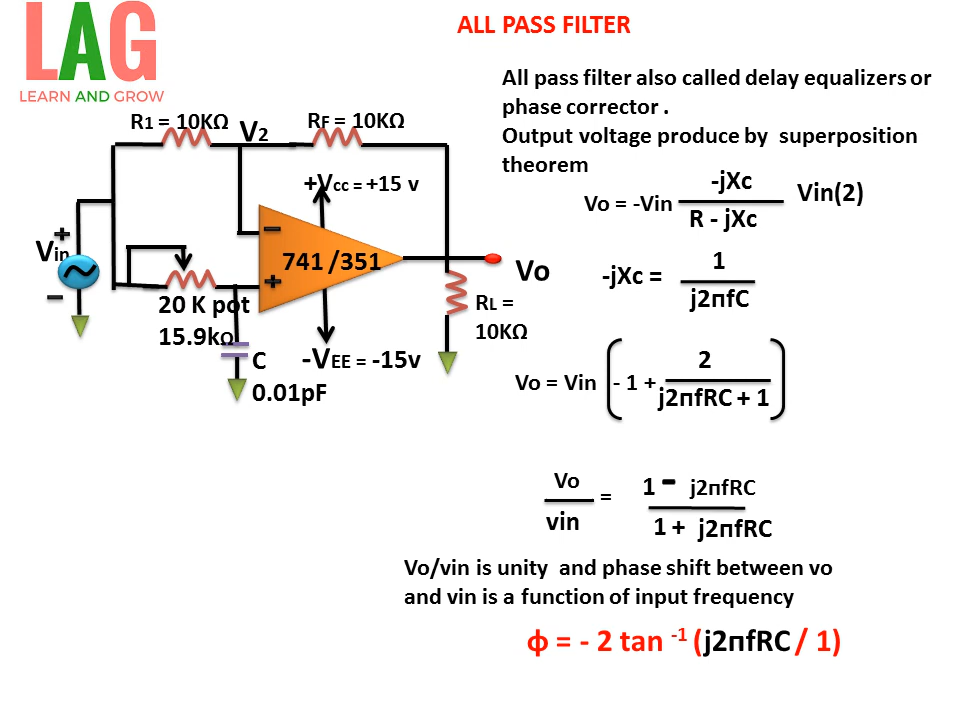 LAG
LEARN AND GROW
ALL PASS FILTER
All pass filter also called delay equalizers or
phase corrector .
Output voltage produce by superposition
theorem
R1 = 10KΩ
V2
RF = 10KΩ
+Vcc = +15 v
Vin
+
−
741 /351
−
+
20 K pot
15.9kΩ
C
0.01pF
-VEE = -15v
Vo
RL =
10KΩ
Vo = -Vin -jXc / R - jXc Vin(2)
-jXc = 1 / j2πfC
Vo = Vin ( - 1 + 2 / j2πfRC + 1 )
Vo / vin = 1 - j2πfRC / 1 + j2πfRC
Vo/vin is unity and phase shift between vo
and vin is a function of input frequency
ϕ = - 2 tan -1 (j2πfRC / 1)